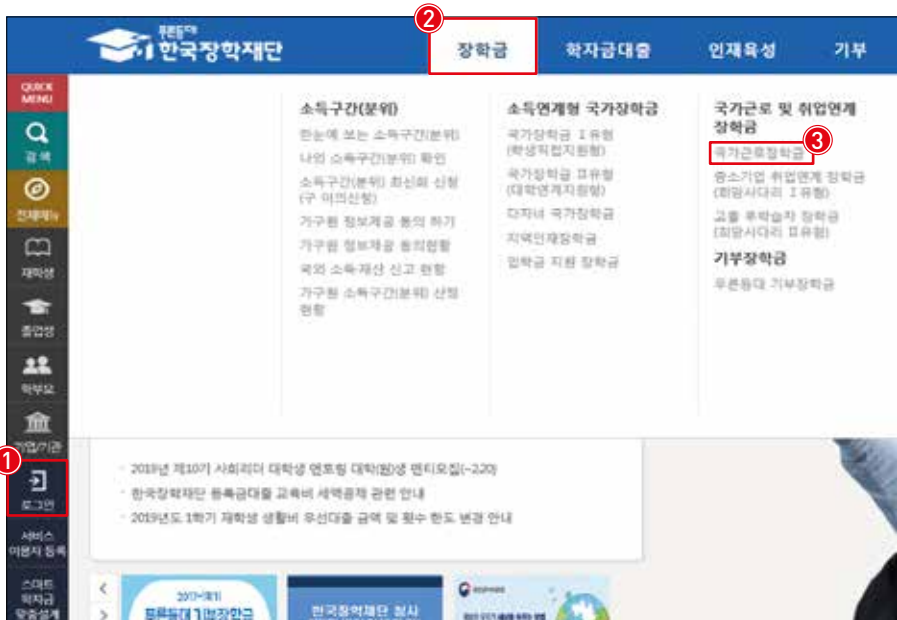 푸른등대
한국장학재단
2
장학금
학자금대출
인재육성
기부
QUICK
MENU
검색
전체메뉴
재학생
졸업생
학부모
기업/기관
1
로그인
서비스
이용자 등록
스마트
학자금
맞춤설계
소득구간(분위)
한눈에 보는 소득구간(분위)
나의 소득구간(분위) 확인
소득구간(분위) 최신화 신청
(구 이의신청)
가구원 정보제공 동의 하기
가구원 정보제공 동의현황
국외 소득·재산 신고 현황
가구원 소득구간(분위) 산정
현황
소득연계형 국가장학금
국가장학금 Ⅰ유형
(학생직접지원형)
국가장학금 Ⅱ유형
(대학연계지원형)
다자녀 국가장학금
지역인재장학금
입학금 지원 장학금
국가근로 및 취업연계
장학금
3
국가근로장학금
중소기업 취업연계 장학금
(희망사다리 Ⅰ유형)
고졸 후학습자 장학금
(희망사다리 Ⅱ유형)
기부장학금
푸른등대 기부장학금
· 2019년 제10기 사회리더 대학생 멘토링 대학(원)생 멘티모집(~2.20)
· 한국장학재단 등록금대출 교육비 세액공제 관련 안내
· 2019년도 1학기 재학생 생활비 우선대출 금액 및 횟수 한도 변경 안내
푸른등대 기부장학금
한국장학재단 청사